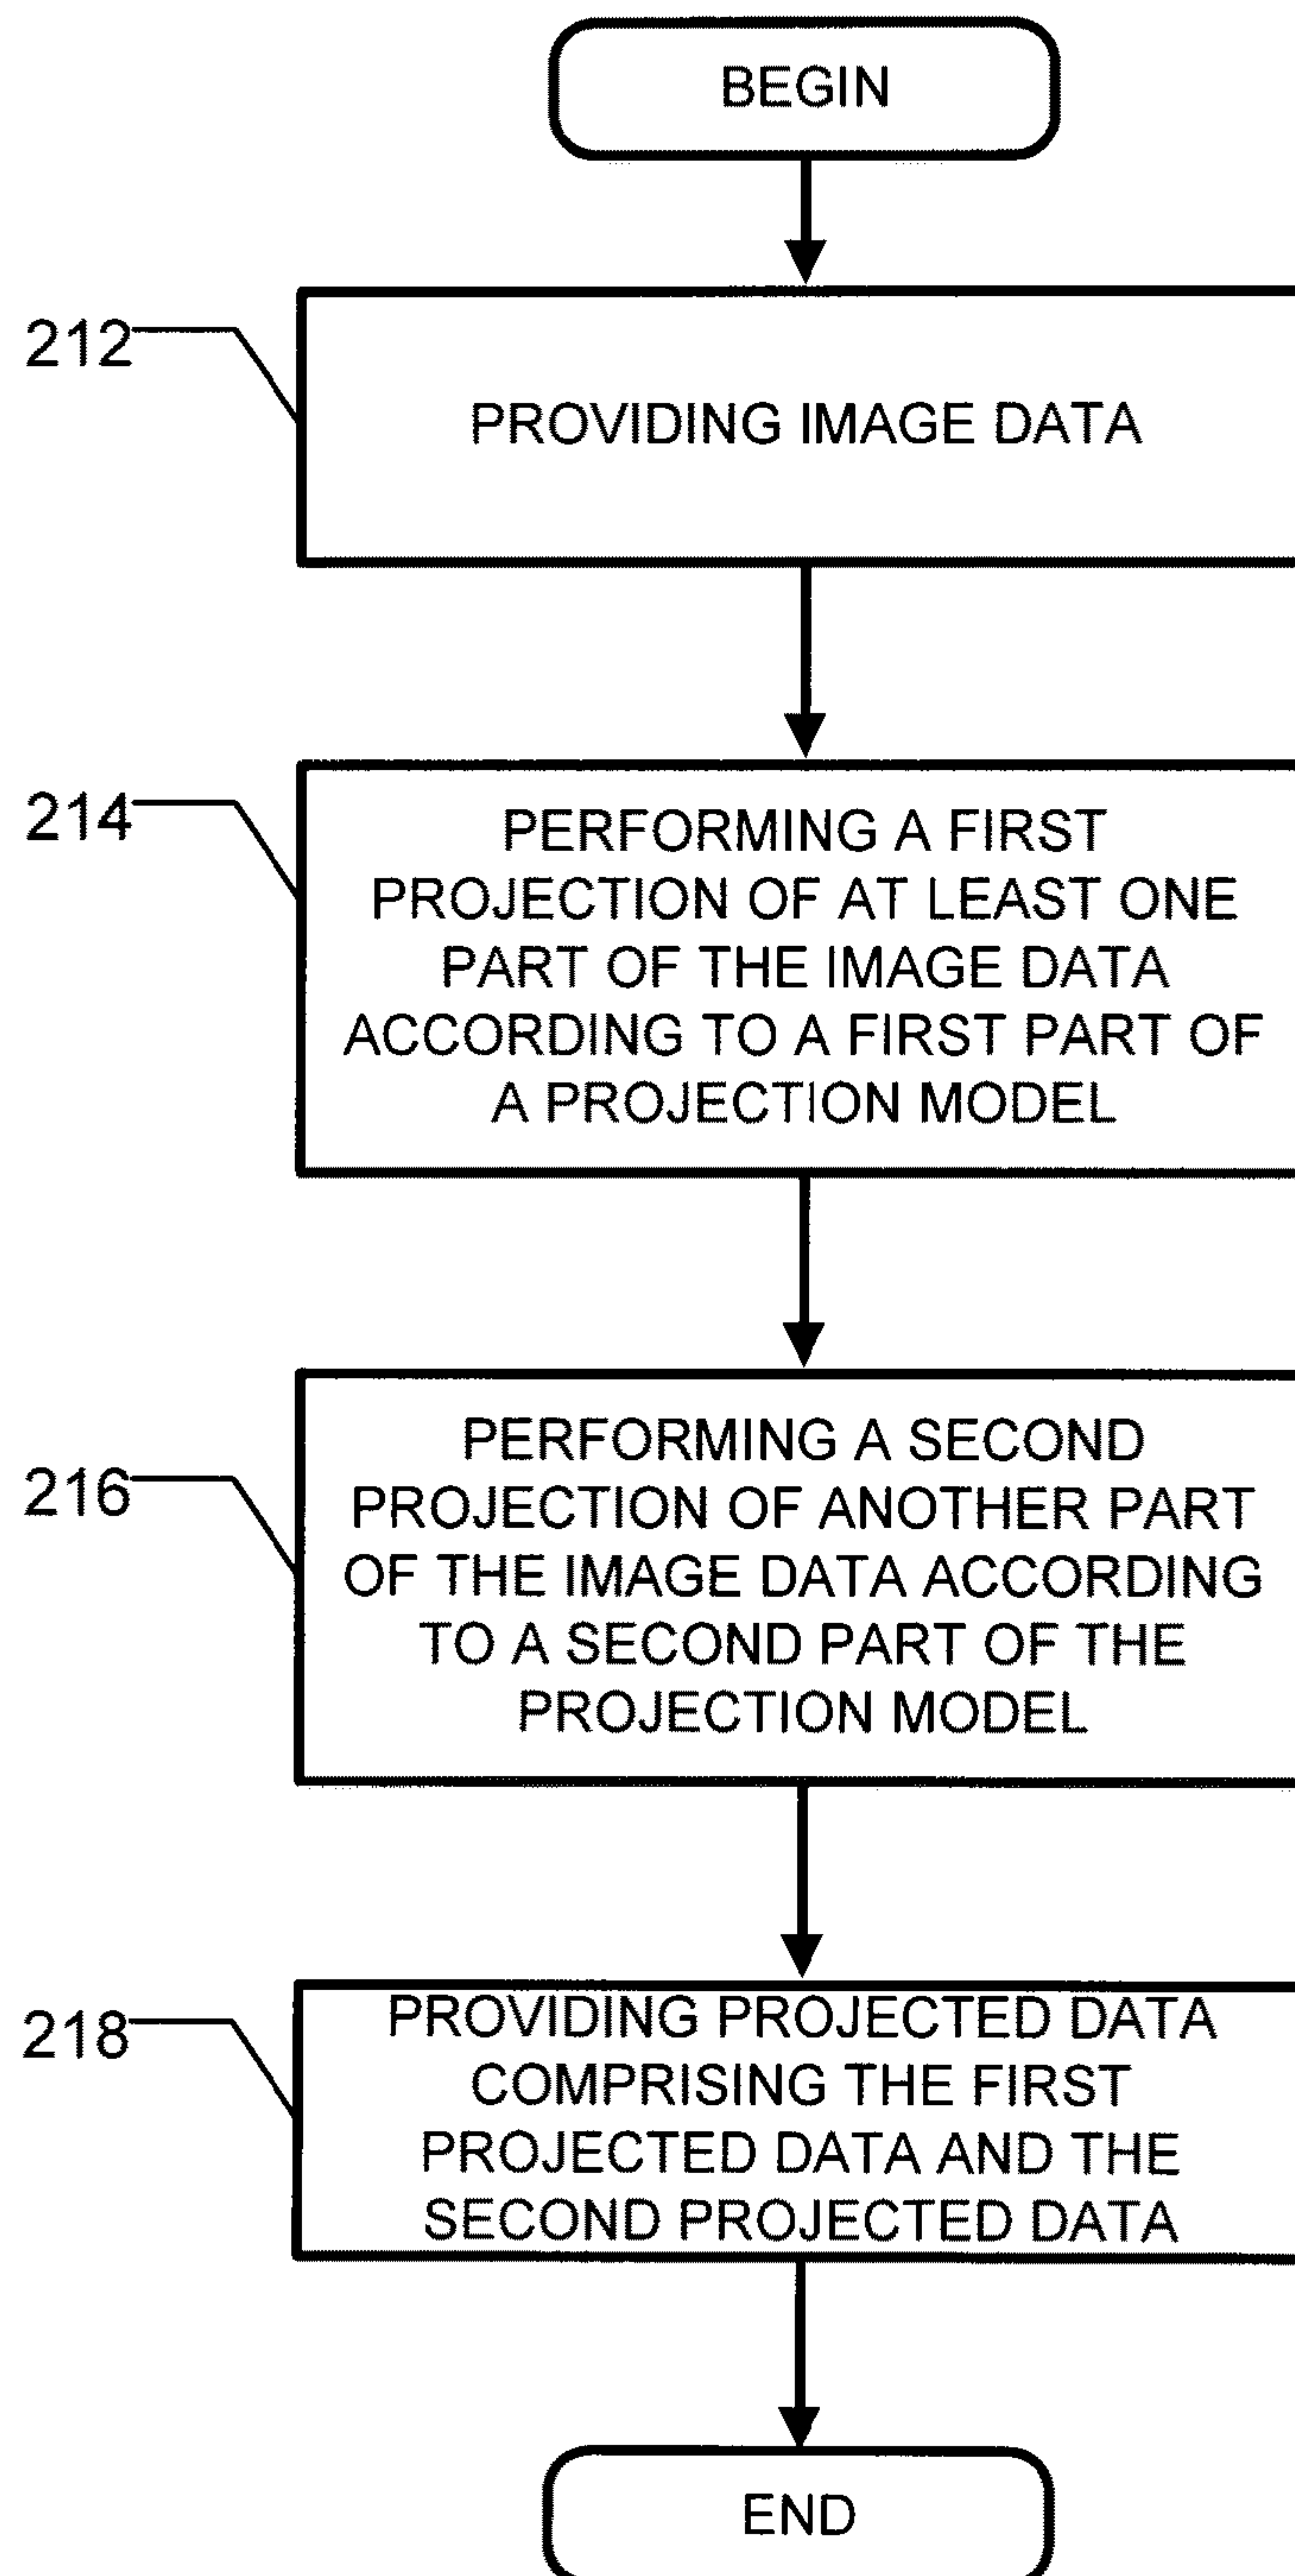 BEGIN
212
PROVIDING IMAGE DATA
214
PERFORMING A FIRST
PROJECTION OF AT LEAST ONE
PART OF THE IMAGE DATA
ACCORDING TO A FIRST PART OF
A PROJECTION MODEL
216
PERFORMING A SECOND
PROJECTION OF ANOTHER PART
OF THE IMAGE DATA ACCORDING
TO A SECOND PART OF THE
PROJECTION MODEL
218
PROVIDING PROJECTED DATA
COMPRISING THE FIRST
PROJECTED DATA AND THE
SECOND PROJECTED DATA
END